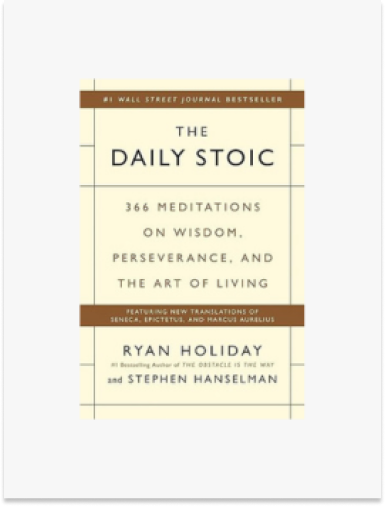 #1 WALL STREET JOURNAL BESTSELLER
THE
DAILY STOIC
366 MEDITATIONS
ON WISDOM,
PERSEVERANCE, AND
THE ART OF LIVING
FEATURING NEW TRANSLATIONS OF
SENECA, EPICTETUS, AND MARCUS AURELIUS
RYAN HOLIDAY
#1 Bestselling Author of THE OBSTACLE IS THE WAY
and STEPHEN HANSELMAN